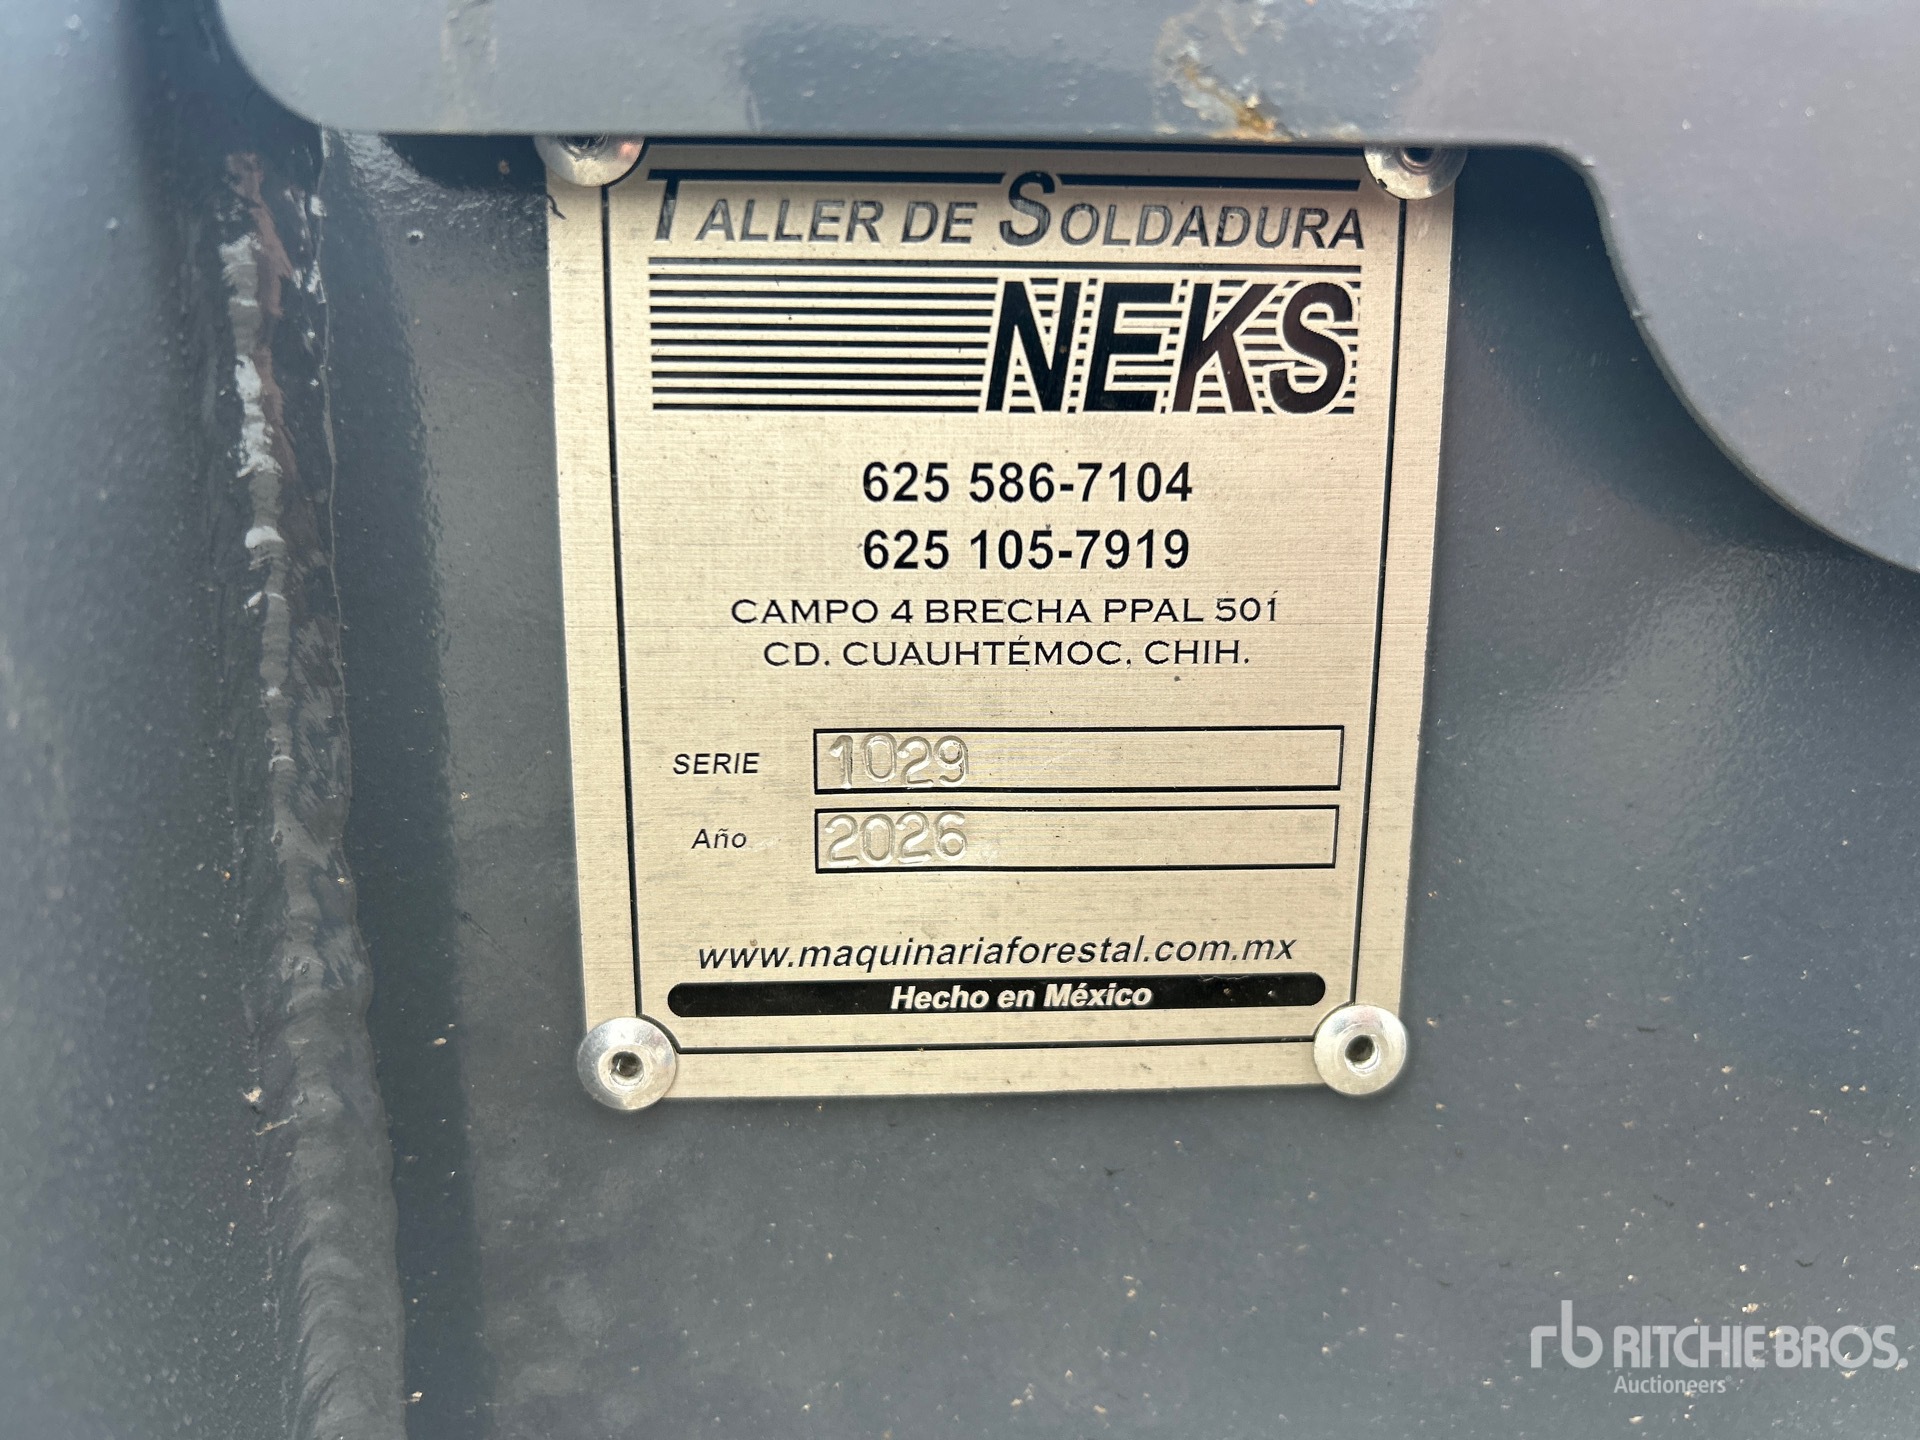 TALLER DE SOLDADURA
NEKS
625 586-7104
625 105-7919
CAMPO 4 BRECHA PPAL 501
CD. CUAUHTÉMOC, CHIH.
SERIE 1029
Año 2026
www.maquinariaforestal.com.mx
Hecho en México
rb RITCHIE BROS.
Auctioneers